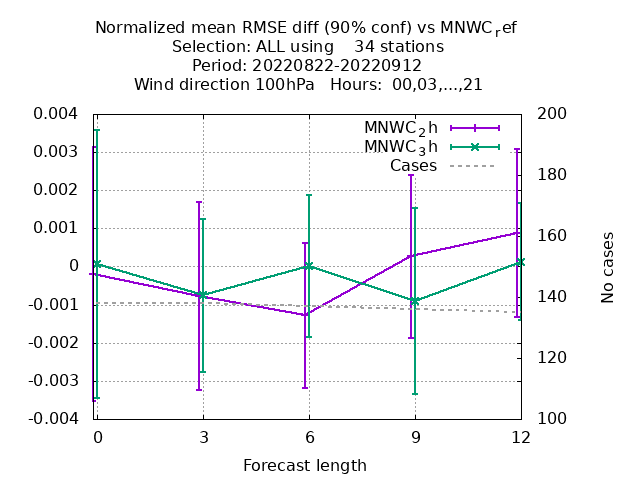 Normalized mean RMSE diff (90% conf) vs MNWC_ref
Selection: ALL using    34 stations
Period: 20220822-20220912
Wind direction 100hPa   Hours:  00,03,...,21
MNWC_2h
MNWC_3h
Cases
0.004
0.003
0.002
0.001
0
-0.001
-0.002
-0.003
-0.004
200
180
160
140
120
100
No cases
0
3
6
9
12
Forecast length